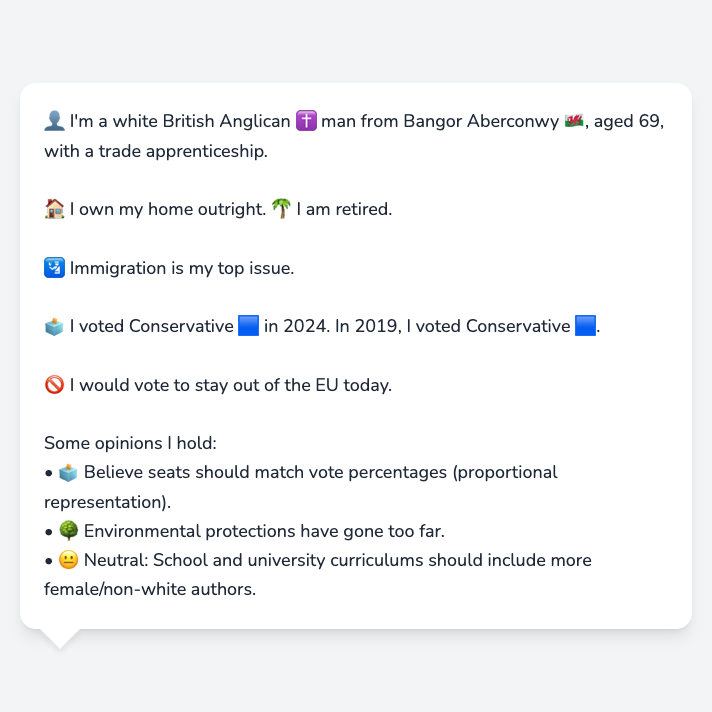 👤 I'm a white British Anglican ✝️ man from Bangor Aberconwy 🏴󠁧󠁢󠁷󠁬󠁳󠁿, aged 69,
with a trade apprenticeship.
🏠 I own my home outright. 🌴 I am retired.
🛂 Immigration is my top issue.
🗳️ I voted Conservative 🟦 in 2024. In 2019, I voted Conservative 🟦.
🚫 I would vote to stay out of the EU today.
Some opinions I hold:
• 🗳️ Believe seats should match vote percentages (proportional
representation).
• 🌳 Environmental protections have gone too far.
• 😐 Neutral: School and university curriculums should include more
female/non-white authors.